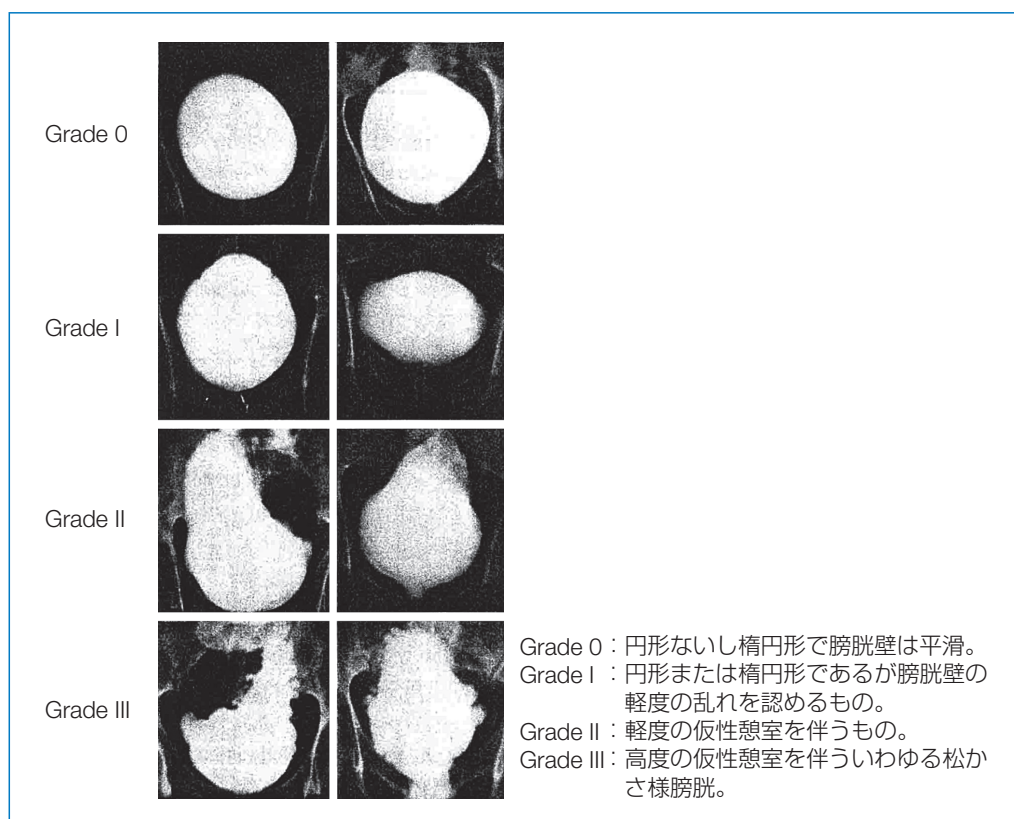 Grade 0
Grade I
Grade II
Grade III
Grade 0：円形ないし楕円形で膀胱壁は平滑。
Grade I：円形または楕円形であるが膀胱壁の
軽度の乱れを認めるもの。
Grade II：軽度の仮性憩室を伴うもの。
Grade III：高度の仮性憩室を伴ういわゆる松か
さ様膀胱。